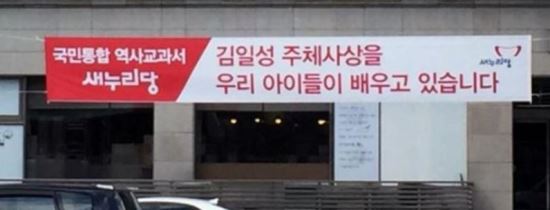 국민통합 역사교과서
새누리당
김일성 주체사상을
우리 아이들이 배우고 있습니다
새누리당